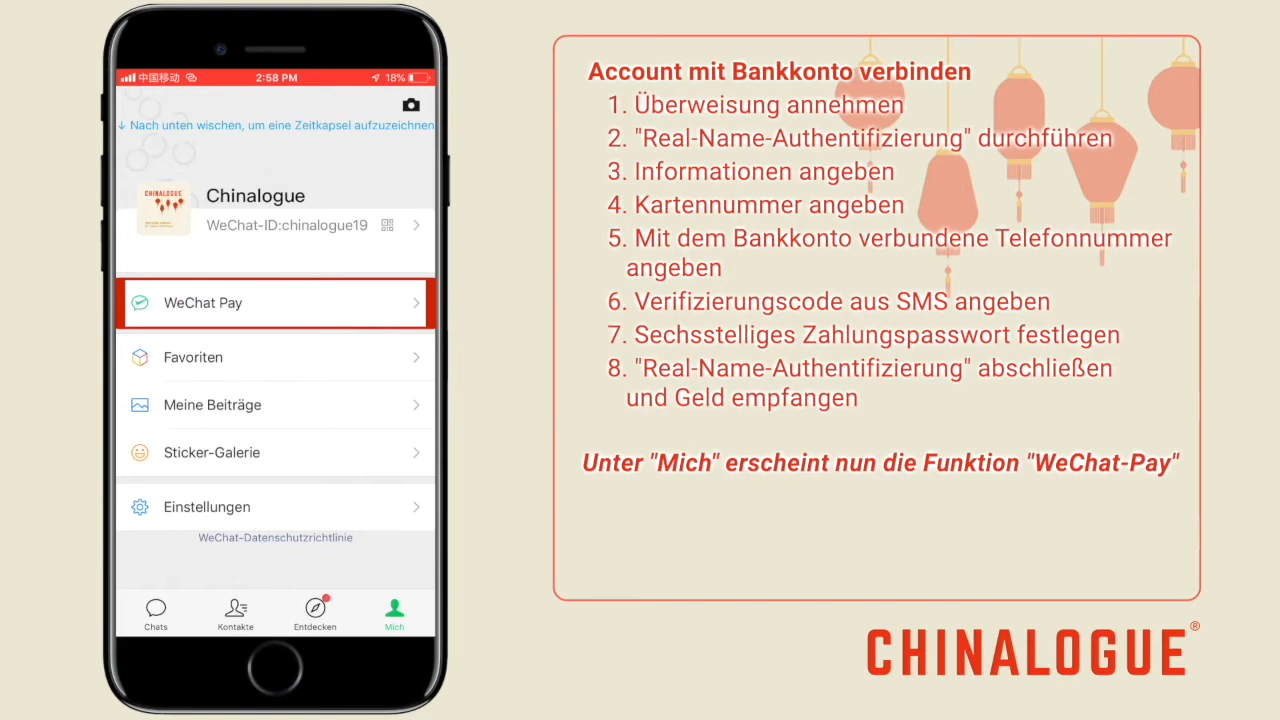 中国移动
2:58 PM
18%
↓ Nach unten wischen, um eine Zeitkapsel aufzuzeichnen
CHINALOGUE
Chinalogue
WeChat-ID:chinalogue19
WeChat Pay
Favoriten
Meine Beiträge
Sticker-Galerie
Einstellungen
WeChat-Datenschutzrichtlinie
Chats
Kontakte
Entdecken
Mich
Account mit Bankkonto verbinden
1. Überweisung annehmen
2. "Real-Name-Authentifizierung" durchführen
3. Informationen angeben
4. Kartennummer angeben
5. Mit dem Bankkonto verbundene Telefonnummer
angeben
6. Verifizierungscode aus SMS angeben
7. Sechsstelliges Zahlungspasswort festlegen
8. "Real-Name-Authentifizierung" abschließen
und Geld empfangen
Unter "Mich" erscheint nun die Funktion "WeChat-Pay"
CHINALOGUE®